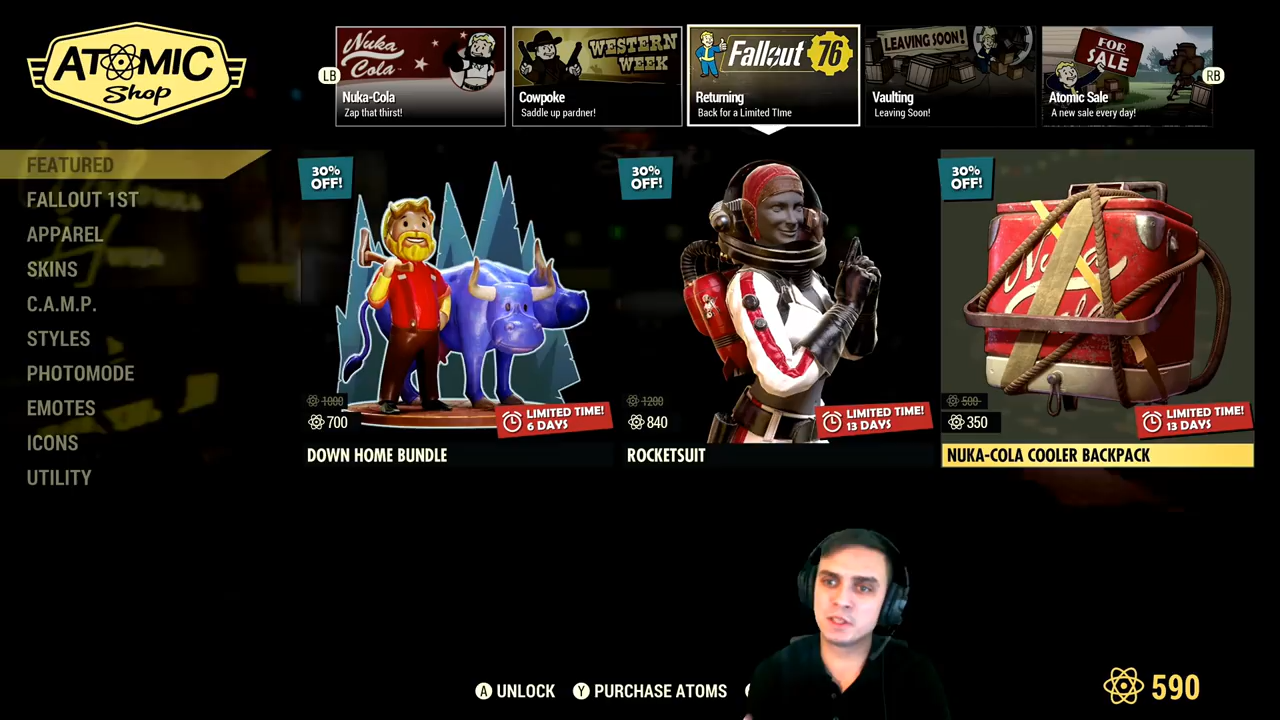 ATOMIC
Shop
LB
Nuka
Cola
Nuka-Cola
Zap that thirst!
WESTERN
WEEK
Cowpoke
Saddle up pardner!
Fallout 76
Returning
Back for a Limited TIme
LEAVING SOON!
Vaulting
Leaving Soon!
FOR
SALE
Atomic Sale
A new sale every day!
RB
FEATURED
FALLOUT 1ST
APPAREL
SKINS
C.A.M.P.
STYLES
PHOTOMODE
EMOTES
ICONS
UTILITY
30%
OFF!
1000
700
LIMITED TIME!
6 DAYS
DOWN HOME BUNDLE
30%
OFF!
1200
840
LIMITED TIME!
13 DAYS
ROCKETSUIT
30%
OFF!
Nuka
500
350
LIMITED TIME!
13 DAYS
NUKA-COLA COOLER BACKPACK
A UNLOCK
Y PURCHASE ATOMS
590